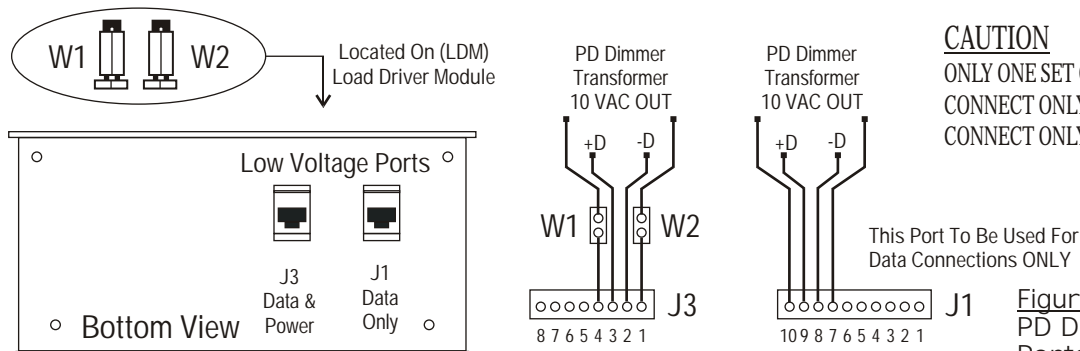 W1
W2
Located On (LDM)
Load Driver Module
Low Voltage Ports
J3
Data &
Power
J1
Data
Only
Bottom View
PD Dimmer
Transformer
10 VAC OUT
+D
-D
W1
W2
J3
8 7 6 5 4 3 2 1
PD Dimmer
Transformer
10 VAC OUT
+D
-D
This Port To Be Used For
Data Connections ONLY
J1
10 9 8 7 6 5 4 3 2 1
CAUTION
ONLY ONE SET
CONNECT ONLY
CONNECT ONLY
PD D